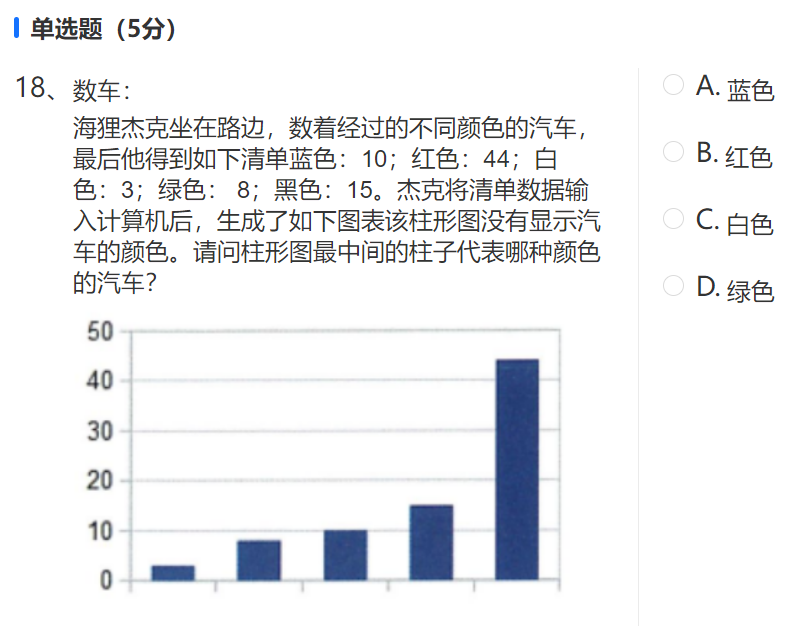 单选题（5分）
18、数车：
海狸杰克坐在路边，数着经过的不同颜色的汽车，
最后他得到如下清单蓝色：10；红色：44；白
色：3；绿色： 8；黑色：15。杰克将清单数据输
入计算机后，生成了如下图表该柱形图没有显示汽
车的颜色。请问柱形图最中间的柱子代表哪种颜色
的汽车？
50
40
30
20
10
0
A. 蓝色
B. 红色
C. 白色
D. 绿色